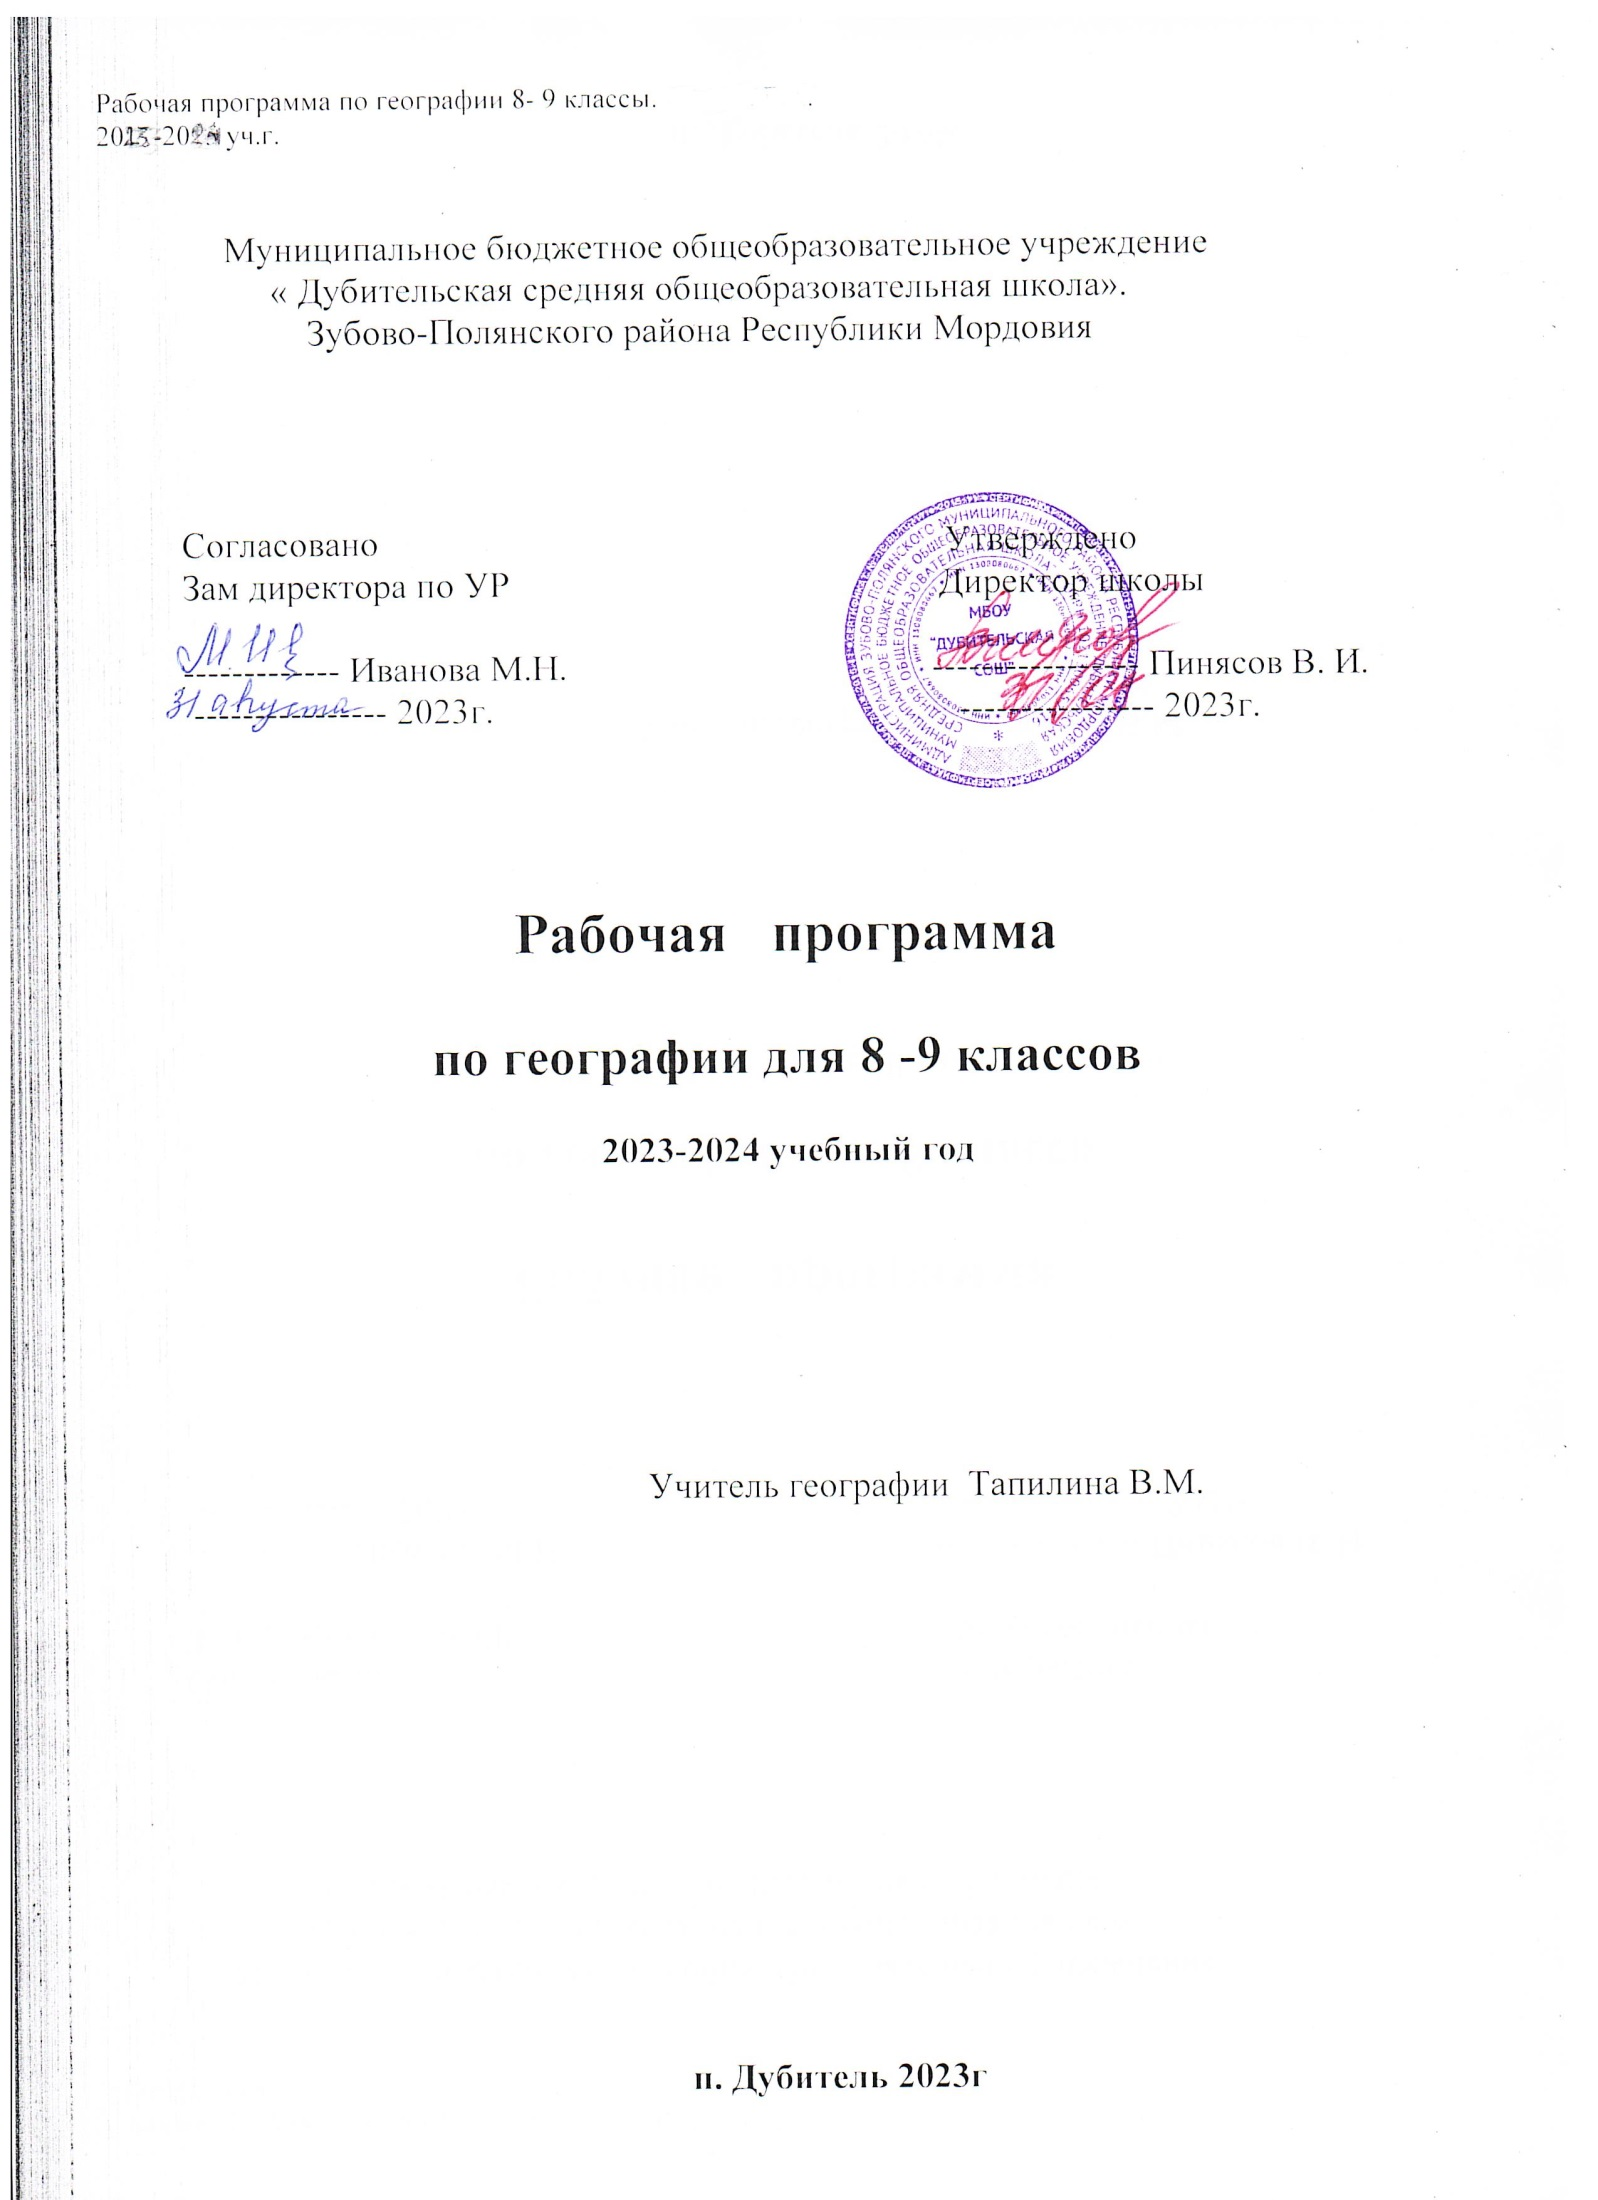 Рабочая программа по географии 8- 9 классы.
уч.г.
Муниципальное бюджетное общеобразовательное учреждение
« Дубительская средняя общеобразовательная школа».
Зубово-Полянского района Республики Мордовия
Согласовано
Зам директора по УР
------------- Иванова М.Н.
31 августа
---------------- 2023г.
Утверждено
Директор школы
МБОУ
"ДУБИТЕЛЬСКАЯ
СОШ"
----------------- Пинясов В. И.
----------------- 2023г.
Рабочая программа
по географии для 8 -9 классов
2023-2024 учебный год
Учитель географии Тапилина В.М.
п. Дубитель 2023г